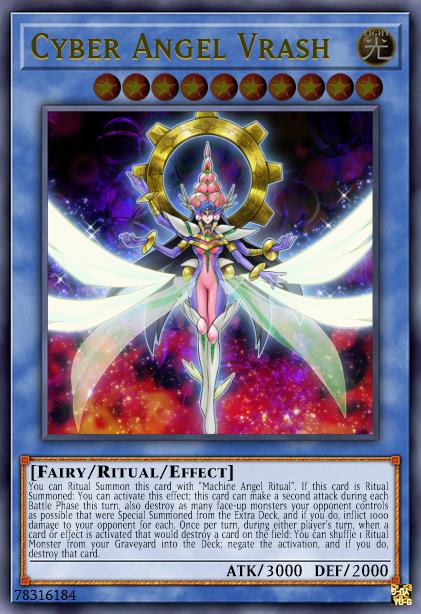 CYBER ANGEL VRASH
LIGHT
光
[FAIRY/RITUAL/EFFECT]
You can Ritual Summon this card with "Machine Angel Ritual". If this card is Ritual
Summoned: You can activate this effect; this card can make a second attack during each
Battle Phase this turn, also destroy as many face-up monsters your opponent controls
as possible that were Special Summoned from the Extra Deck, and if you do, inflict 1000
damage to your opponent for each. Once per turn, during either player's turn, when a
card or effect is activated that would destroy a card on the field: You can shuffle 1 Ritual
Monster from your Graveyard into the Deck; negate the activation, and if you do,
destroy that card.
ATK/3000 DEF/2000
78316184